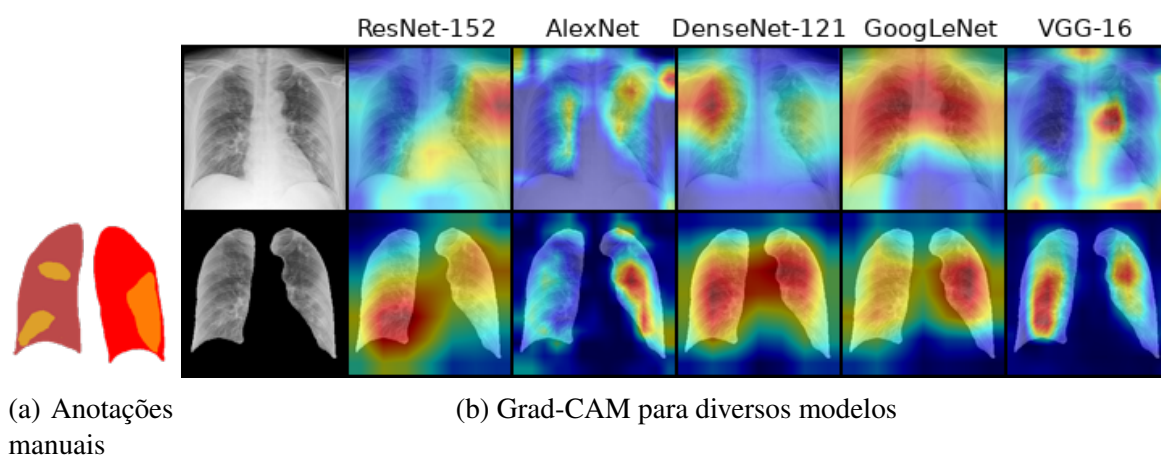 ResNet-152 AlexNet DenseNet-121 GoogLeNet VGG-16
(a) Anotações
manuais
(b) Grad-CAM para diversos modelos